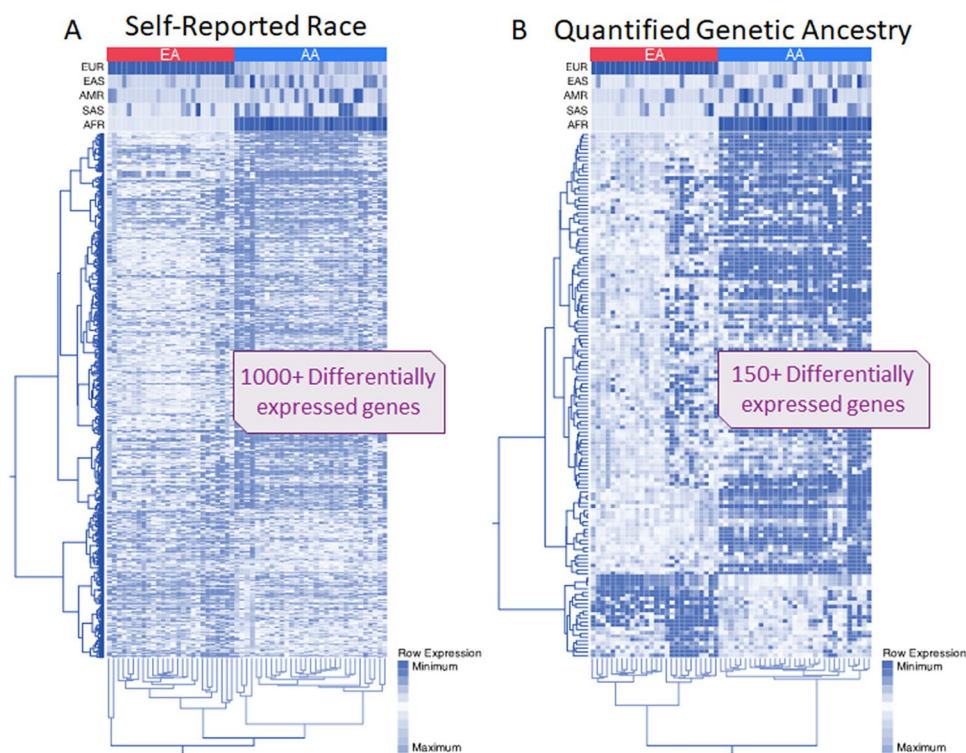 A Self-Reported Race
EA AA
EUR
EAS
AMR
SAS
AFR
1000+ Differentially
expressed genes
Row Expression
Minimum
Maximum
B Quantified Genetic Ancestry
EA AA
EUR
EAS
AMR
SAS
AFR
150+ Differentially
expressed genes
Row Expression
Minimum
Maximum